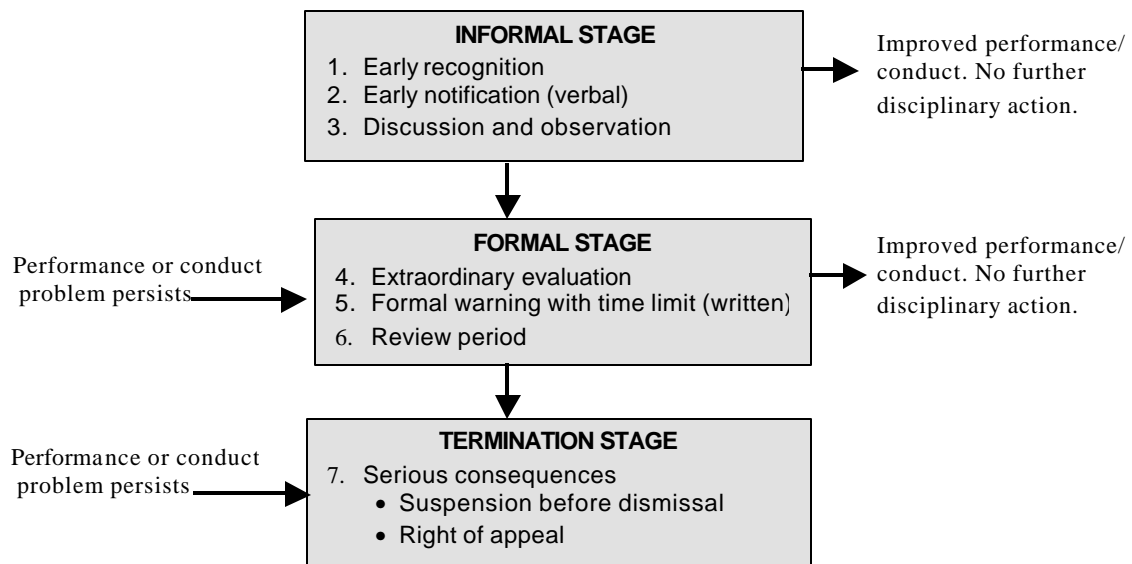 INFORMAL STAGE
1. Early recognition
2. Early notification (verbal)
3. Discussion and observation
Improved performance/
conduct. No further
disciplinary action.
FORMAL STAGE
4. Extraordinary evaluation
5. Formal warning with time limit (written)
6. Review period
Performance or conduct
problem persists
Improved performance/
conduct. No further
disciplinary action.
TERMINATION STAGE
7. Serious consequences
• Suspension before dismissal
• Right of appeal
Performance or conduct
problem persists